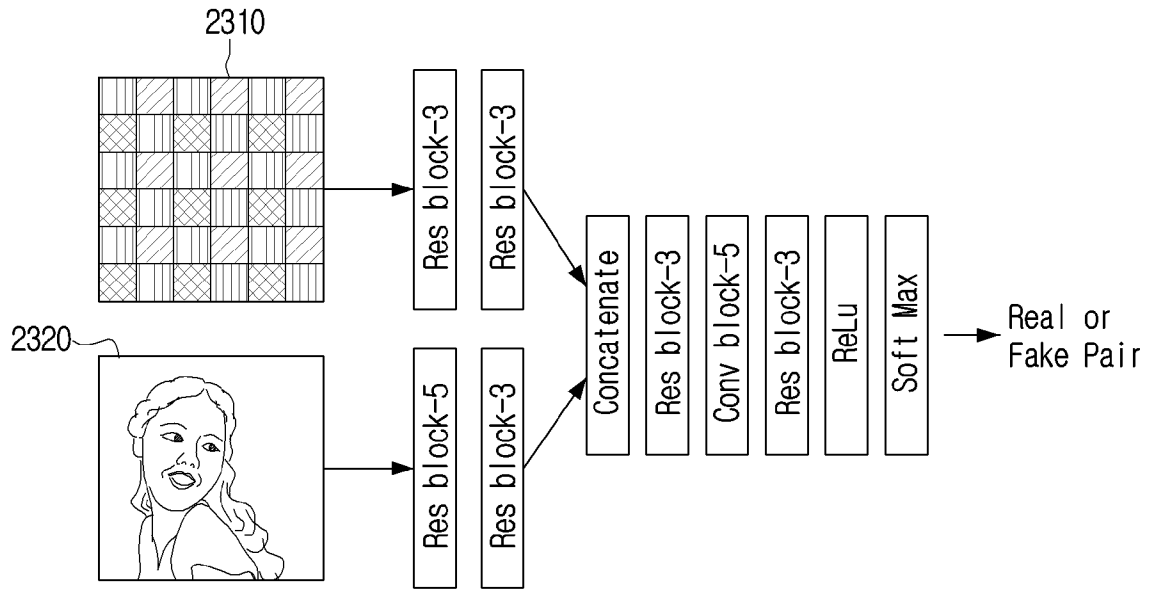 2310
Res block-3
Res block-3
2320
Res block-5
Res block-3
Concatenate
Res block-3
Conv block-5
Res block-3
ReLu
Soft Max
Real or
Fake Pair